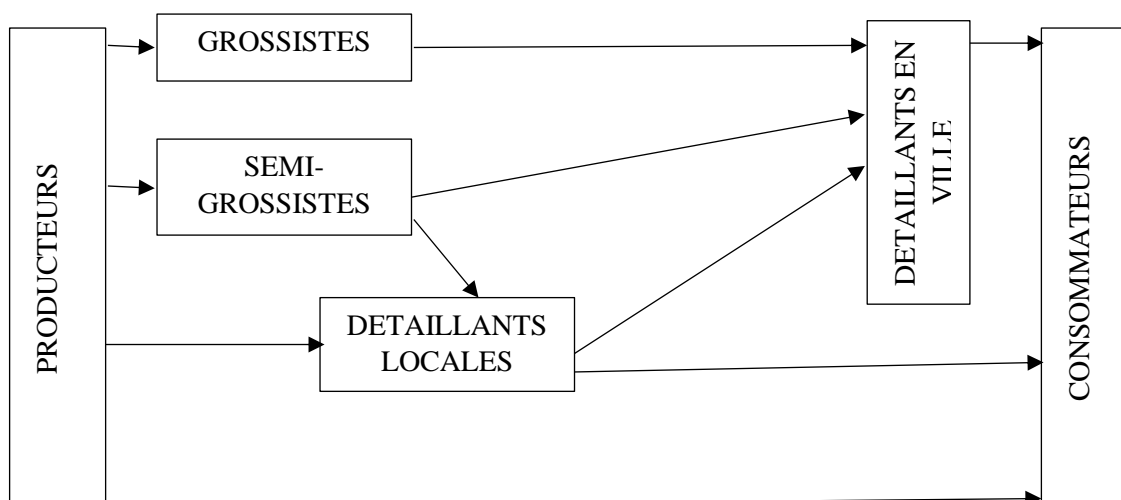 PRODUCTEURS
GROSSISTES
SEMI-
GROSSISTES
DETAILLANTS
LOCALES
DETAILLANTS EN
VILLE
CONSOMMATEURS